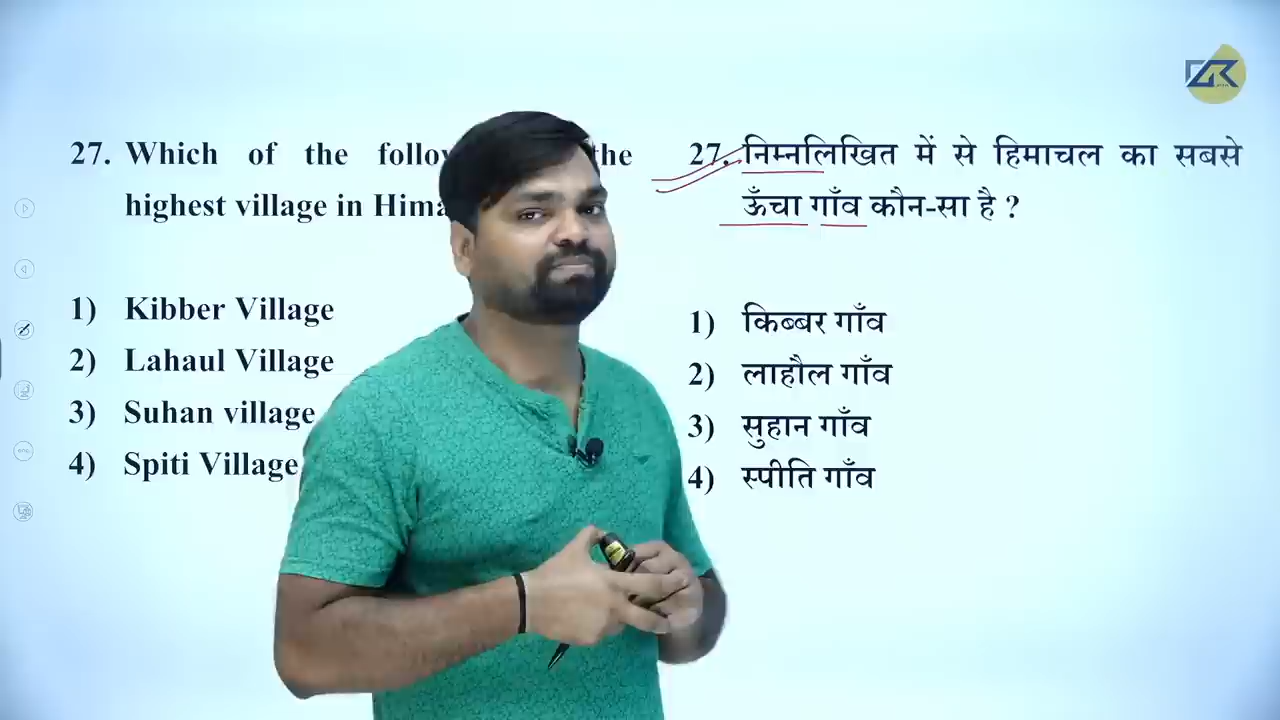 27. Which of the follo the
highest village in Hima
1) Kibber Village
2) Lahaul Village
3) Suhan village
4) Spiti Village
27. निम्नलिखित में से हिमाचल का सबसे
ऊँचा गाँव कौन-सा है ?
1) किब्बर गाँव
2) लाहौल गाँव
3) सुहान गाँव
4) स्पीति गाँव